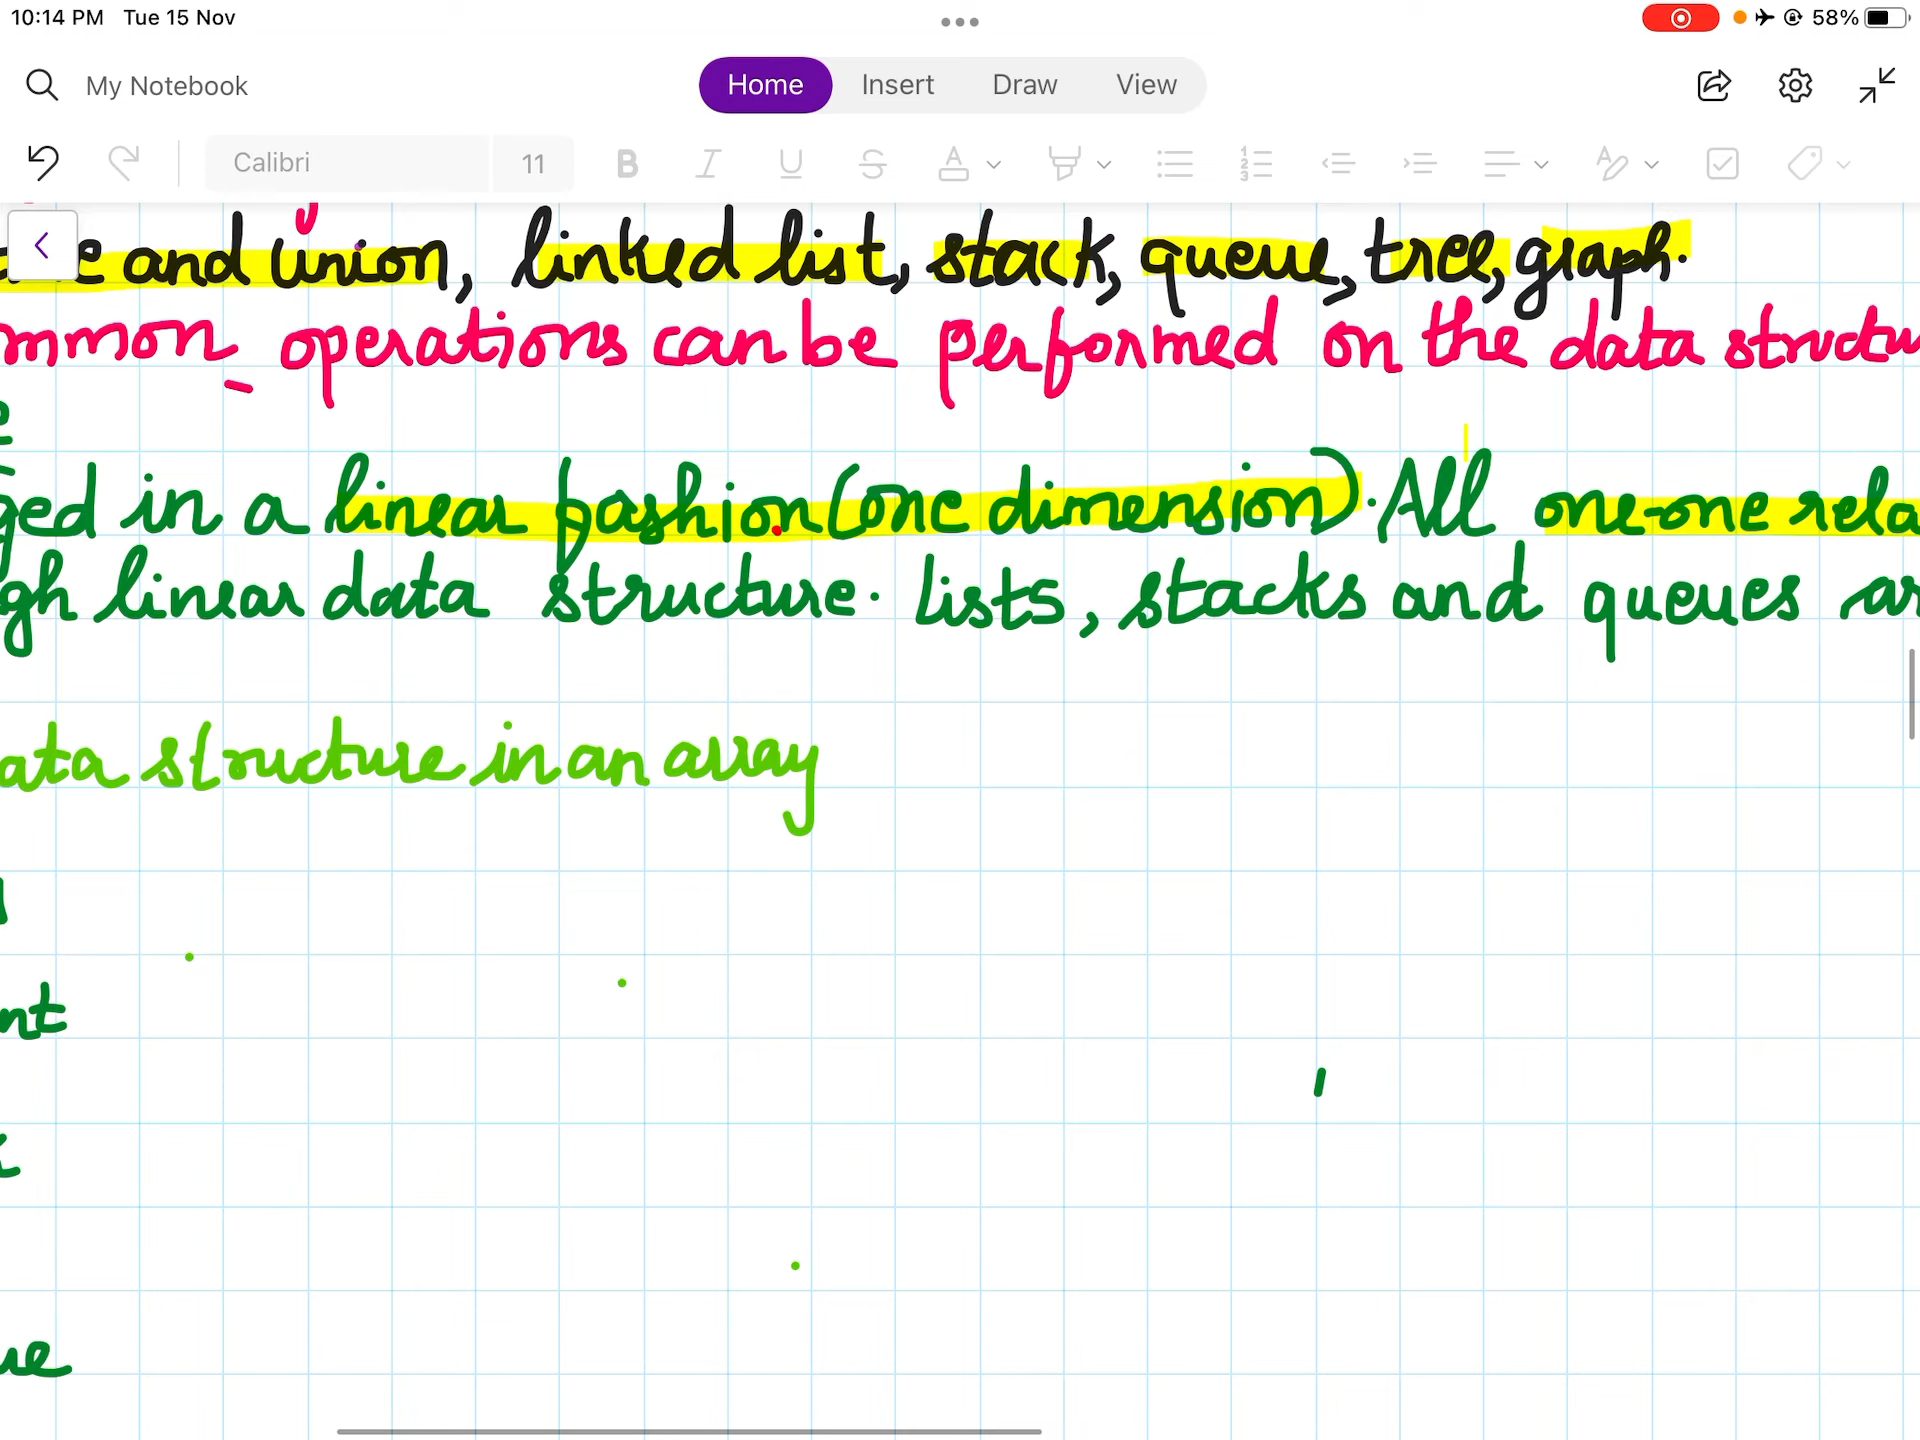 10:14 PM Tue 15 Nov
58%
My Notebook
Home Insert Draw View
Calibri 11
and union, linked list, stack, queue, tree, graph.
mmon operations can be performed on the data structu
ged in a linear fashion (one dimension). All one-one rela
gh linear data structure. Lists, stacks and queues ar
ata structure in an array
nt
ue